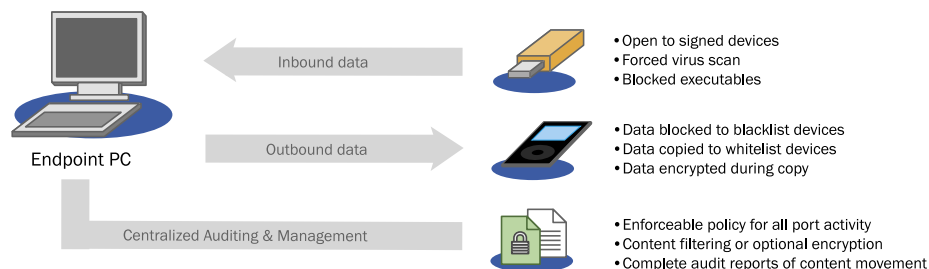 Inbound data
• Open to signed devices
• Forced virus scan
• Blocked executables
Endpoint PC
Outbound data
• Data blocked to blacklist devices
• Data copied to whitelist devices
• Data encrypted during copy
Centralized Auditing & Management
• Enforceable policy for all port activity
• Content filtering or optional encryption
• Complete audit reports of content movement